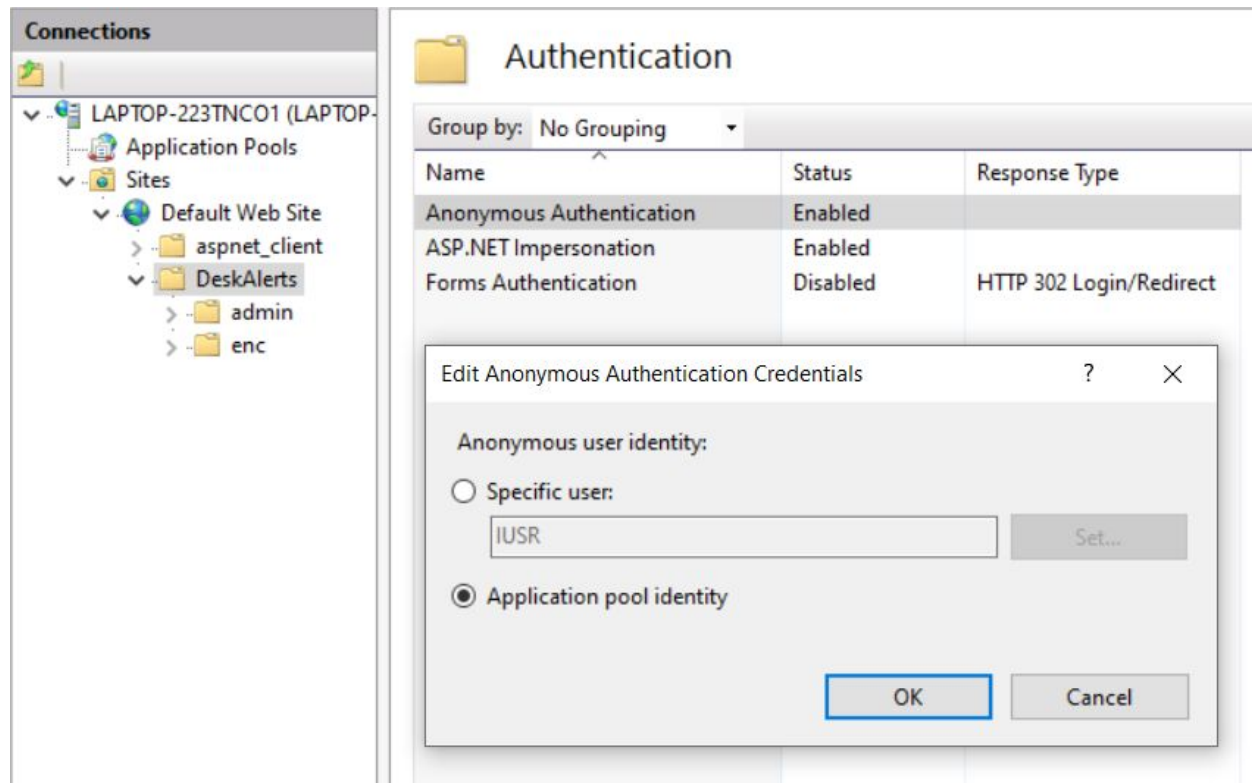 Connections
LAPTOP-223TNCO1 (LAPTOP-
Application Pools
Sites
Default Web Site
aspnet_client
DeskAlerts
admin
enc
Authentication
Group by: No Grouping
Name Status Response Type
Anonymous Authentication Enabled
ASP.NET Impersonation Enabled
Forms Authentication Disabled HTTP 302 Login/Redirect
Edit Anonymous Authentication Credentials ?
Anonymous user identity:
Specific user:
IUSR Set...
Application pool identity
OK Cancel